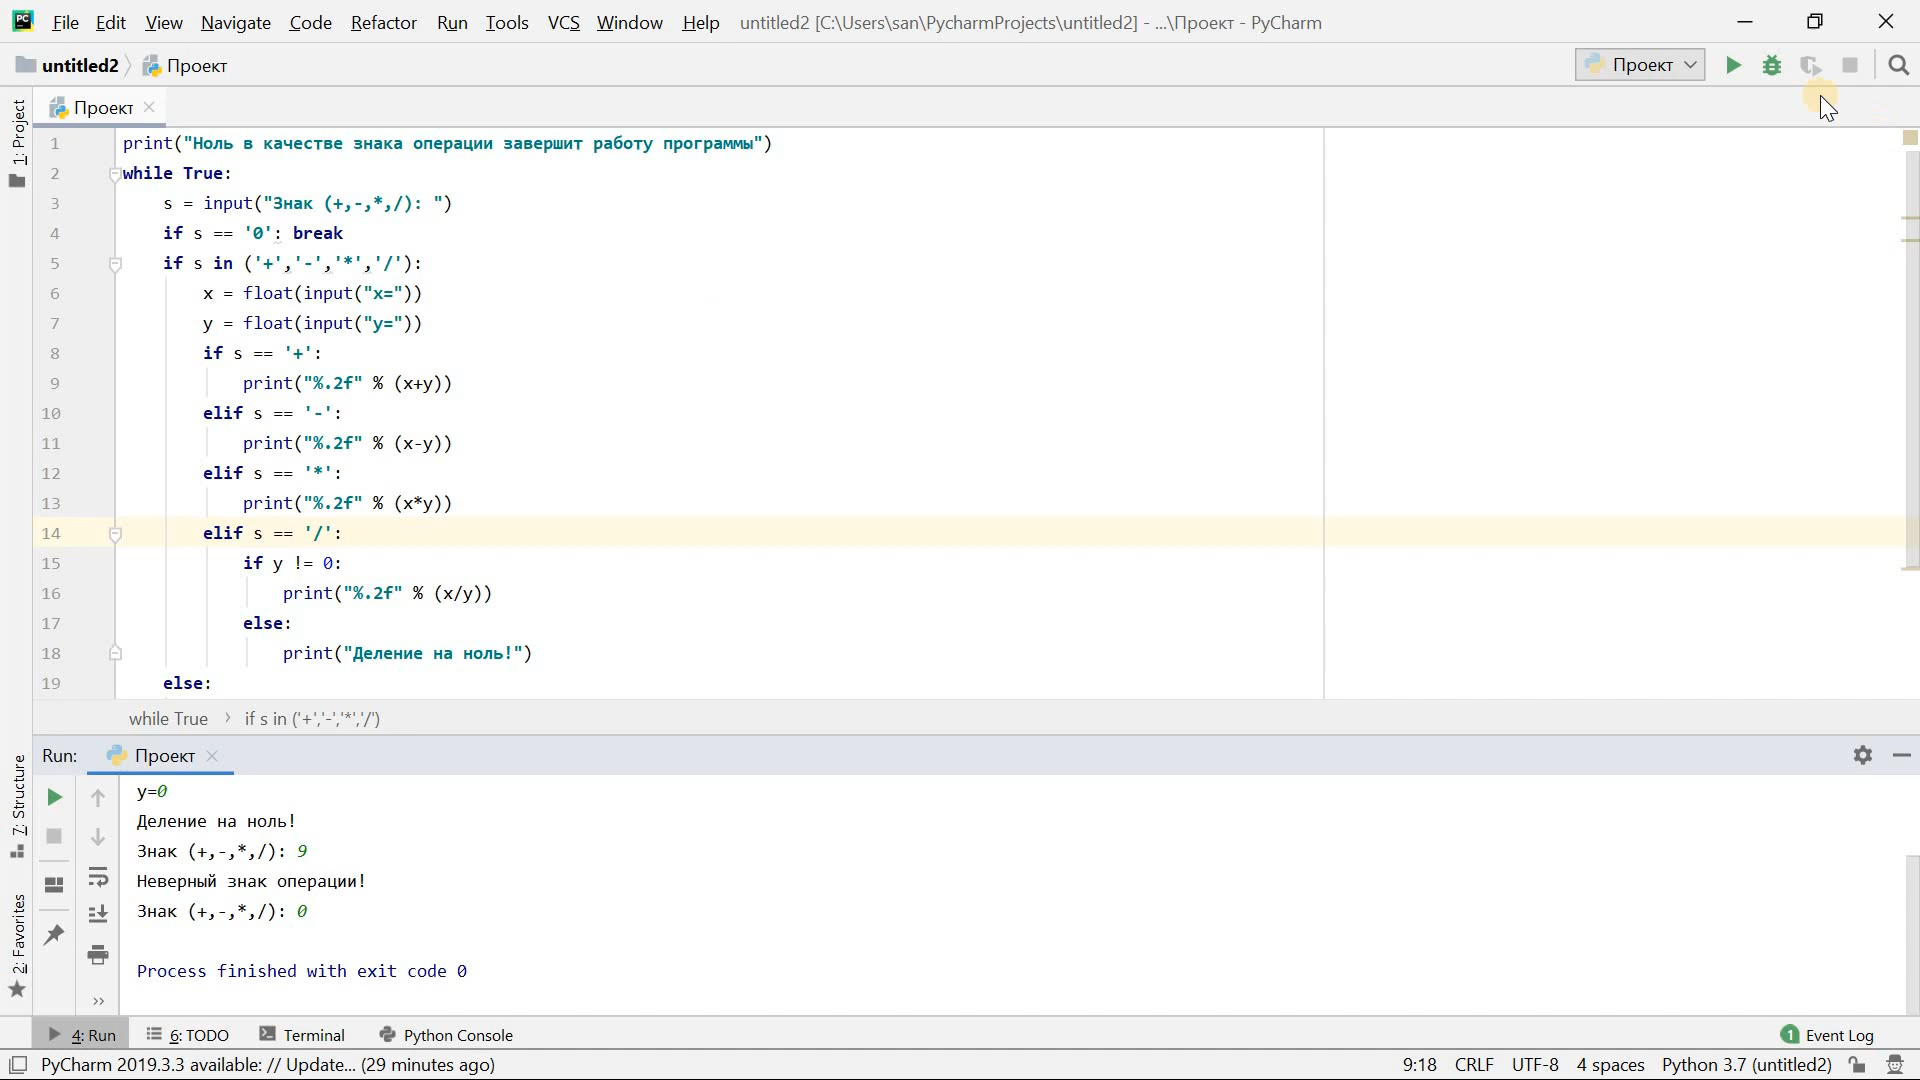 File Edit View Navigate Code Refactor Run Tools VCS Window Help untitled2 [C:\Users\san\PycharmProjects\untitled2] - ...\Проект - PyCharm
untitled2 Проект Проект
1: Project
Проект
1 print("Ноль в качестве знака операции завершит работу программы")
2 while True:
3 s = input("Знак (+,-,*,/): ")
4 if s == '0': break
5 if s in ('+','-','*','/'):
6 x = float(input("x="))
7 y = float(input("y="))
8 if s == '+':
9 print("%.2f" % (x+y))
10 elif s == '-':
11 print("%.2f" % (x-y))
12 elif s == '*':
13 print("%.2f" % (x*y))
14 elif s == '/':
15 if y != 0:
16 print("%.2f" % (x/y))
17 else:
18 print("Деление на ноль!")
19 else:
while True › if s in ('+','-','*','/')
Run: Проект
7: Structure
2: Favorites
y=0
Деление на ноль!
Знак (+,-,*,/): 9
Неверный знак операции!
Знак (+,-,*,/): 0
Process finished with exit code 0
4: Run 6: TODO Terminal Python Console 1 Event Log
PyCharm 2019.3.3 available: // Update... (29 minutes ago) 9:18 CRLF UTF-8 4 spaces Python 3.7 (untitled2)